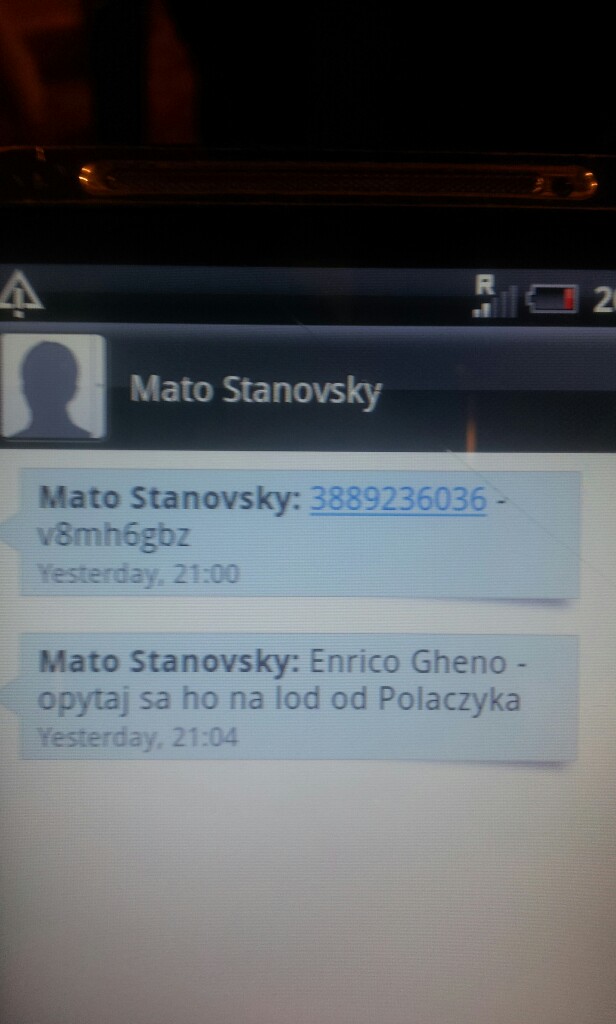 R
Mato Stanovsky
Mato Stanovsky: 3889236036 -
v8mh6gbz
Yesterday, 21:00
Mato Stanovsky: Enrico Gheno -
opytaj sa ho na lod od Polaczyka
Yesterday, 21:04